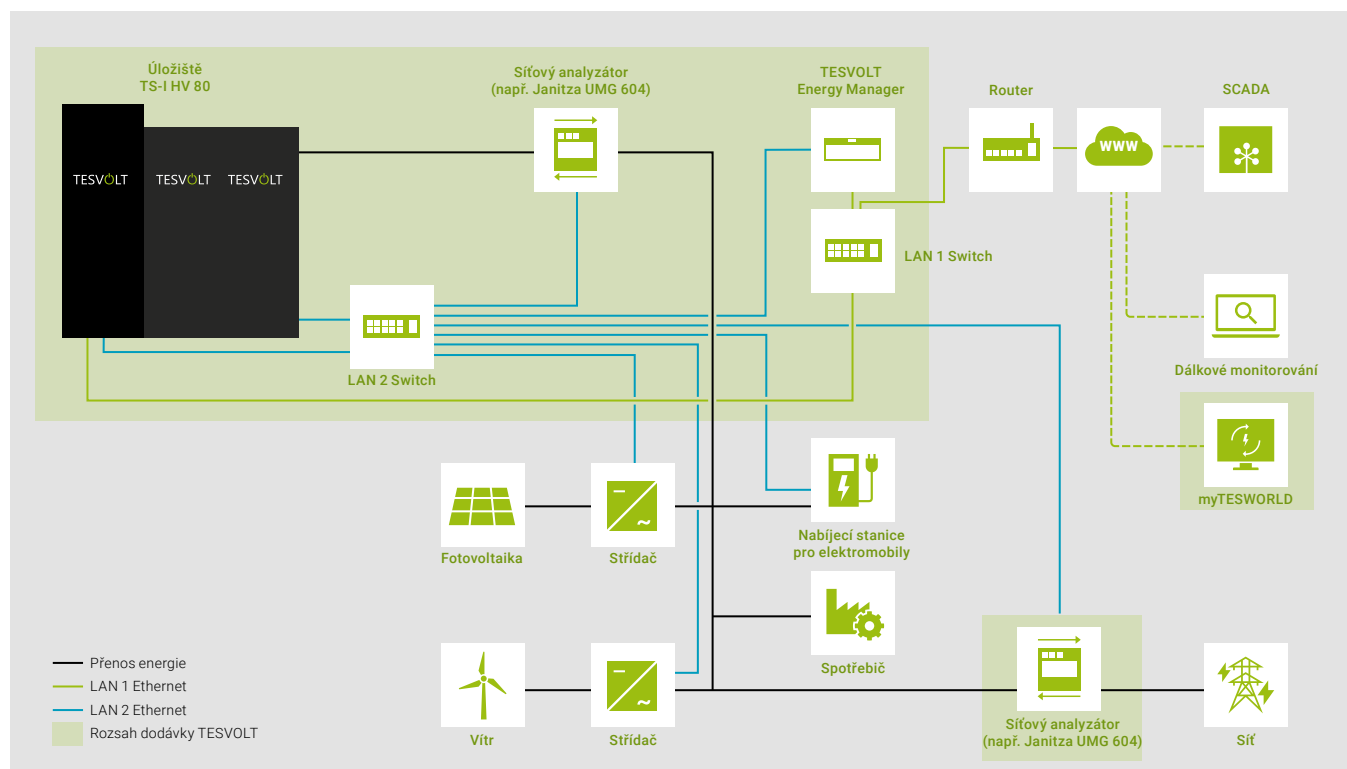 Úložiště
TS-I HV 80
Síťový analyzátor
(např. Janitza UMG 604)
TESVOLT
Energy Manager
Router
SCADA
TESVOLT
TESVOLT
TESVOLT
WWW
LAN 1 Switch
LAN 2 Switch
Dálkové monitorování
myTESWORLD
Fotovoltaika
Střídač
Nabíjecí stanice
pro elektromobily
Spotřebič
Vítr
Střídač
Síťový analyzátor
(např. Janitza UMG 604)
Síť
Přenos energie
LAN 1 Ethernet
LAN 2 Ethernet
Rozsah dodávky TESVOLT